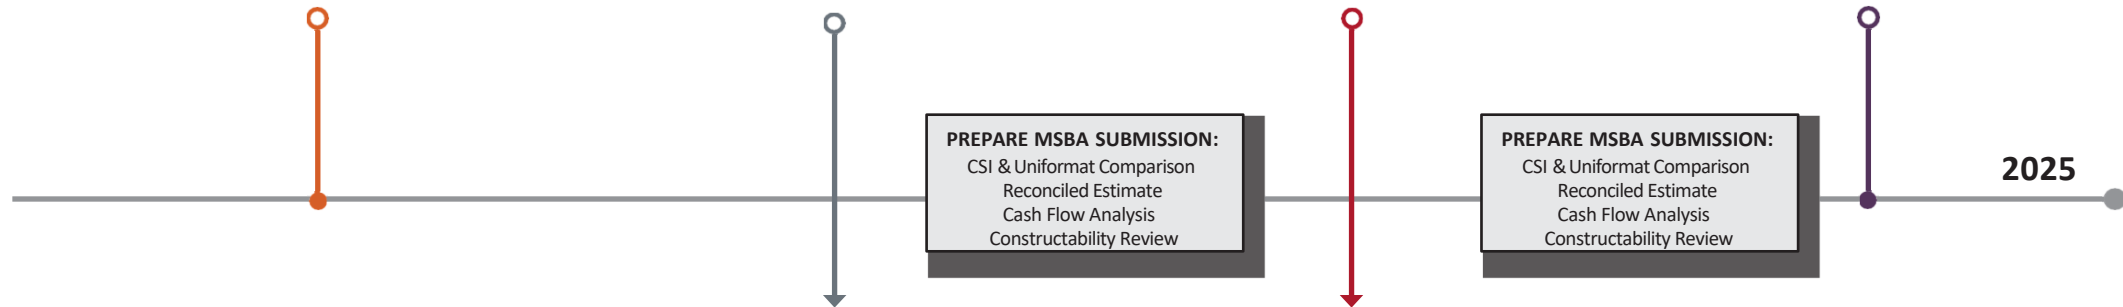 PREPARE MSBA SUBMISSION:
CSI & Uniformat Comparison
Reconciled Estimate
Cash Flow Analysis
Constructability Review
PREPARE MSBA SUBMISSION:
CSI & Uniformat Comparison
Reconciled Estimate
Cash Flow Analysis
Constructability Review
2025